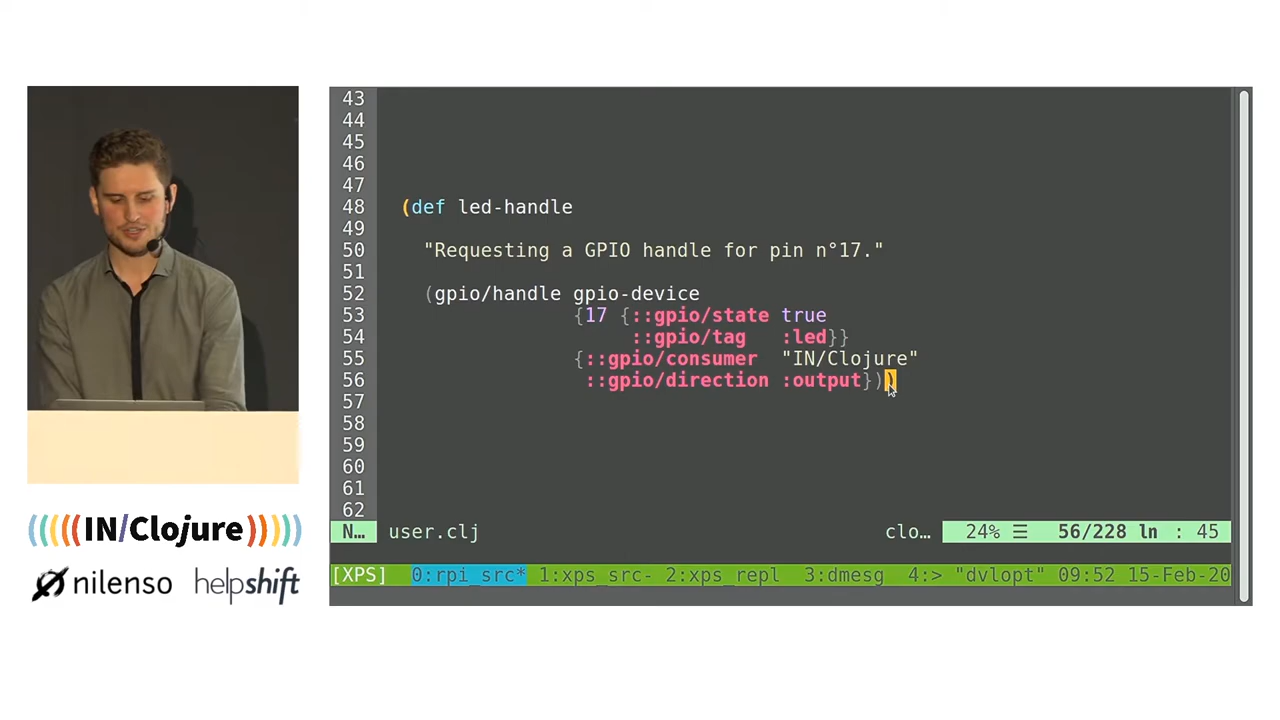 43
44
45
46
47
48 (def led-handle
49
50 "Requesting a GPIO handle for pin n°17."
51
52 (gpio/handle gpio-device
53 {17 {::gpio/state true
54 ::gpio/tag :led}}
55 {::gpio/consumer "IN/Clojure"
56 ::gpio/direction :output}))
57
58
59
60
61
62
N… user.clj clo… 24% ☰ 56/228 ln : 45
[XPS] 0:rpi_src* 1:xps_src- 2:xps_repl 3:dmesg 4:> "dvlopt" 09:52 15-Feb-20
(((((IN/Clojure)))))
nilenso helpshift